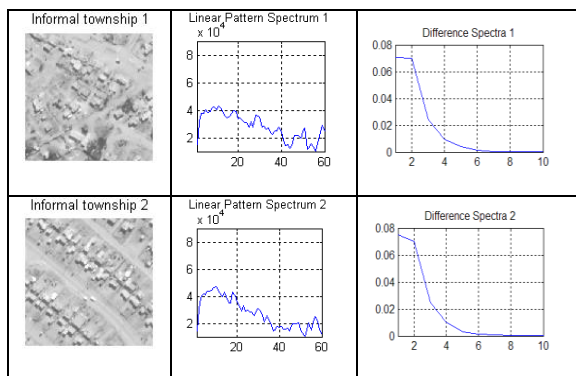 Informal township 1
Linear Pattern Spectrum 1
x 10^4
8
6
4
2
20 40 60
Difference Spectra 1
0.08
0.06
0.04
0.02
0
2 4 6 8 10
Informal township 2
Linear Pattern Spectrum 2
x 10^4
8
6
4
2
20 40 60
Difference Spectra 2
0.08
0.06
0.04
0.02
0
2 4 6 8 10